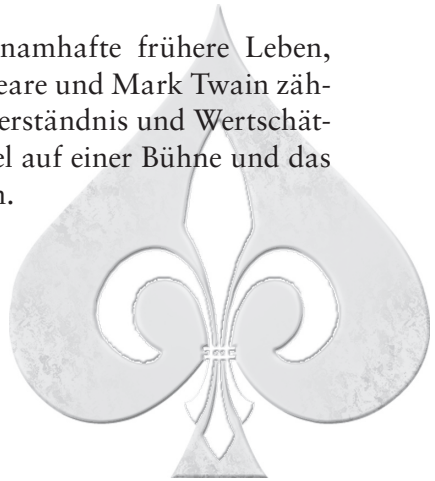 namhafte frühere Leben,
eare und Mark Twain zäh-
erständnis und Wertschät-
el auf einer Bühne und das